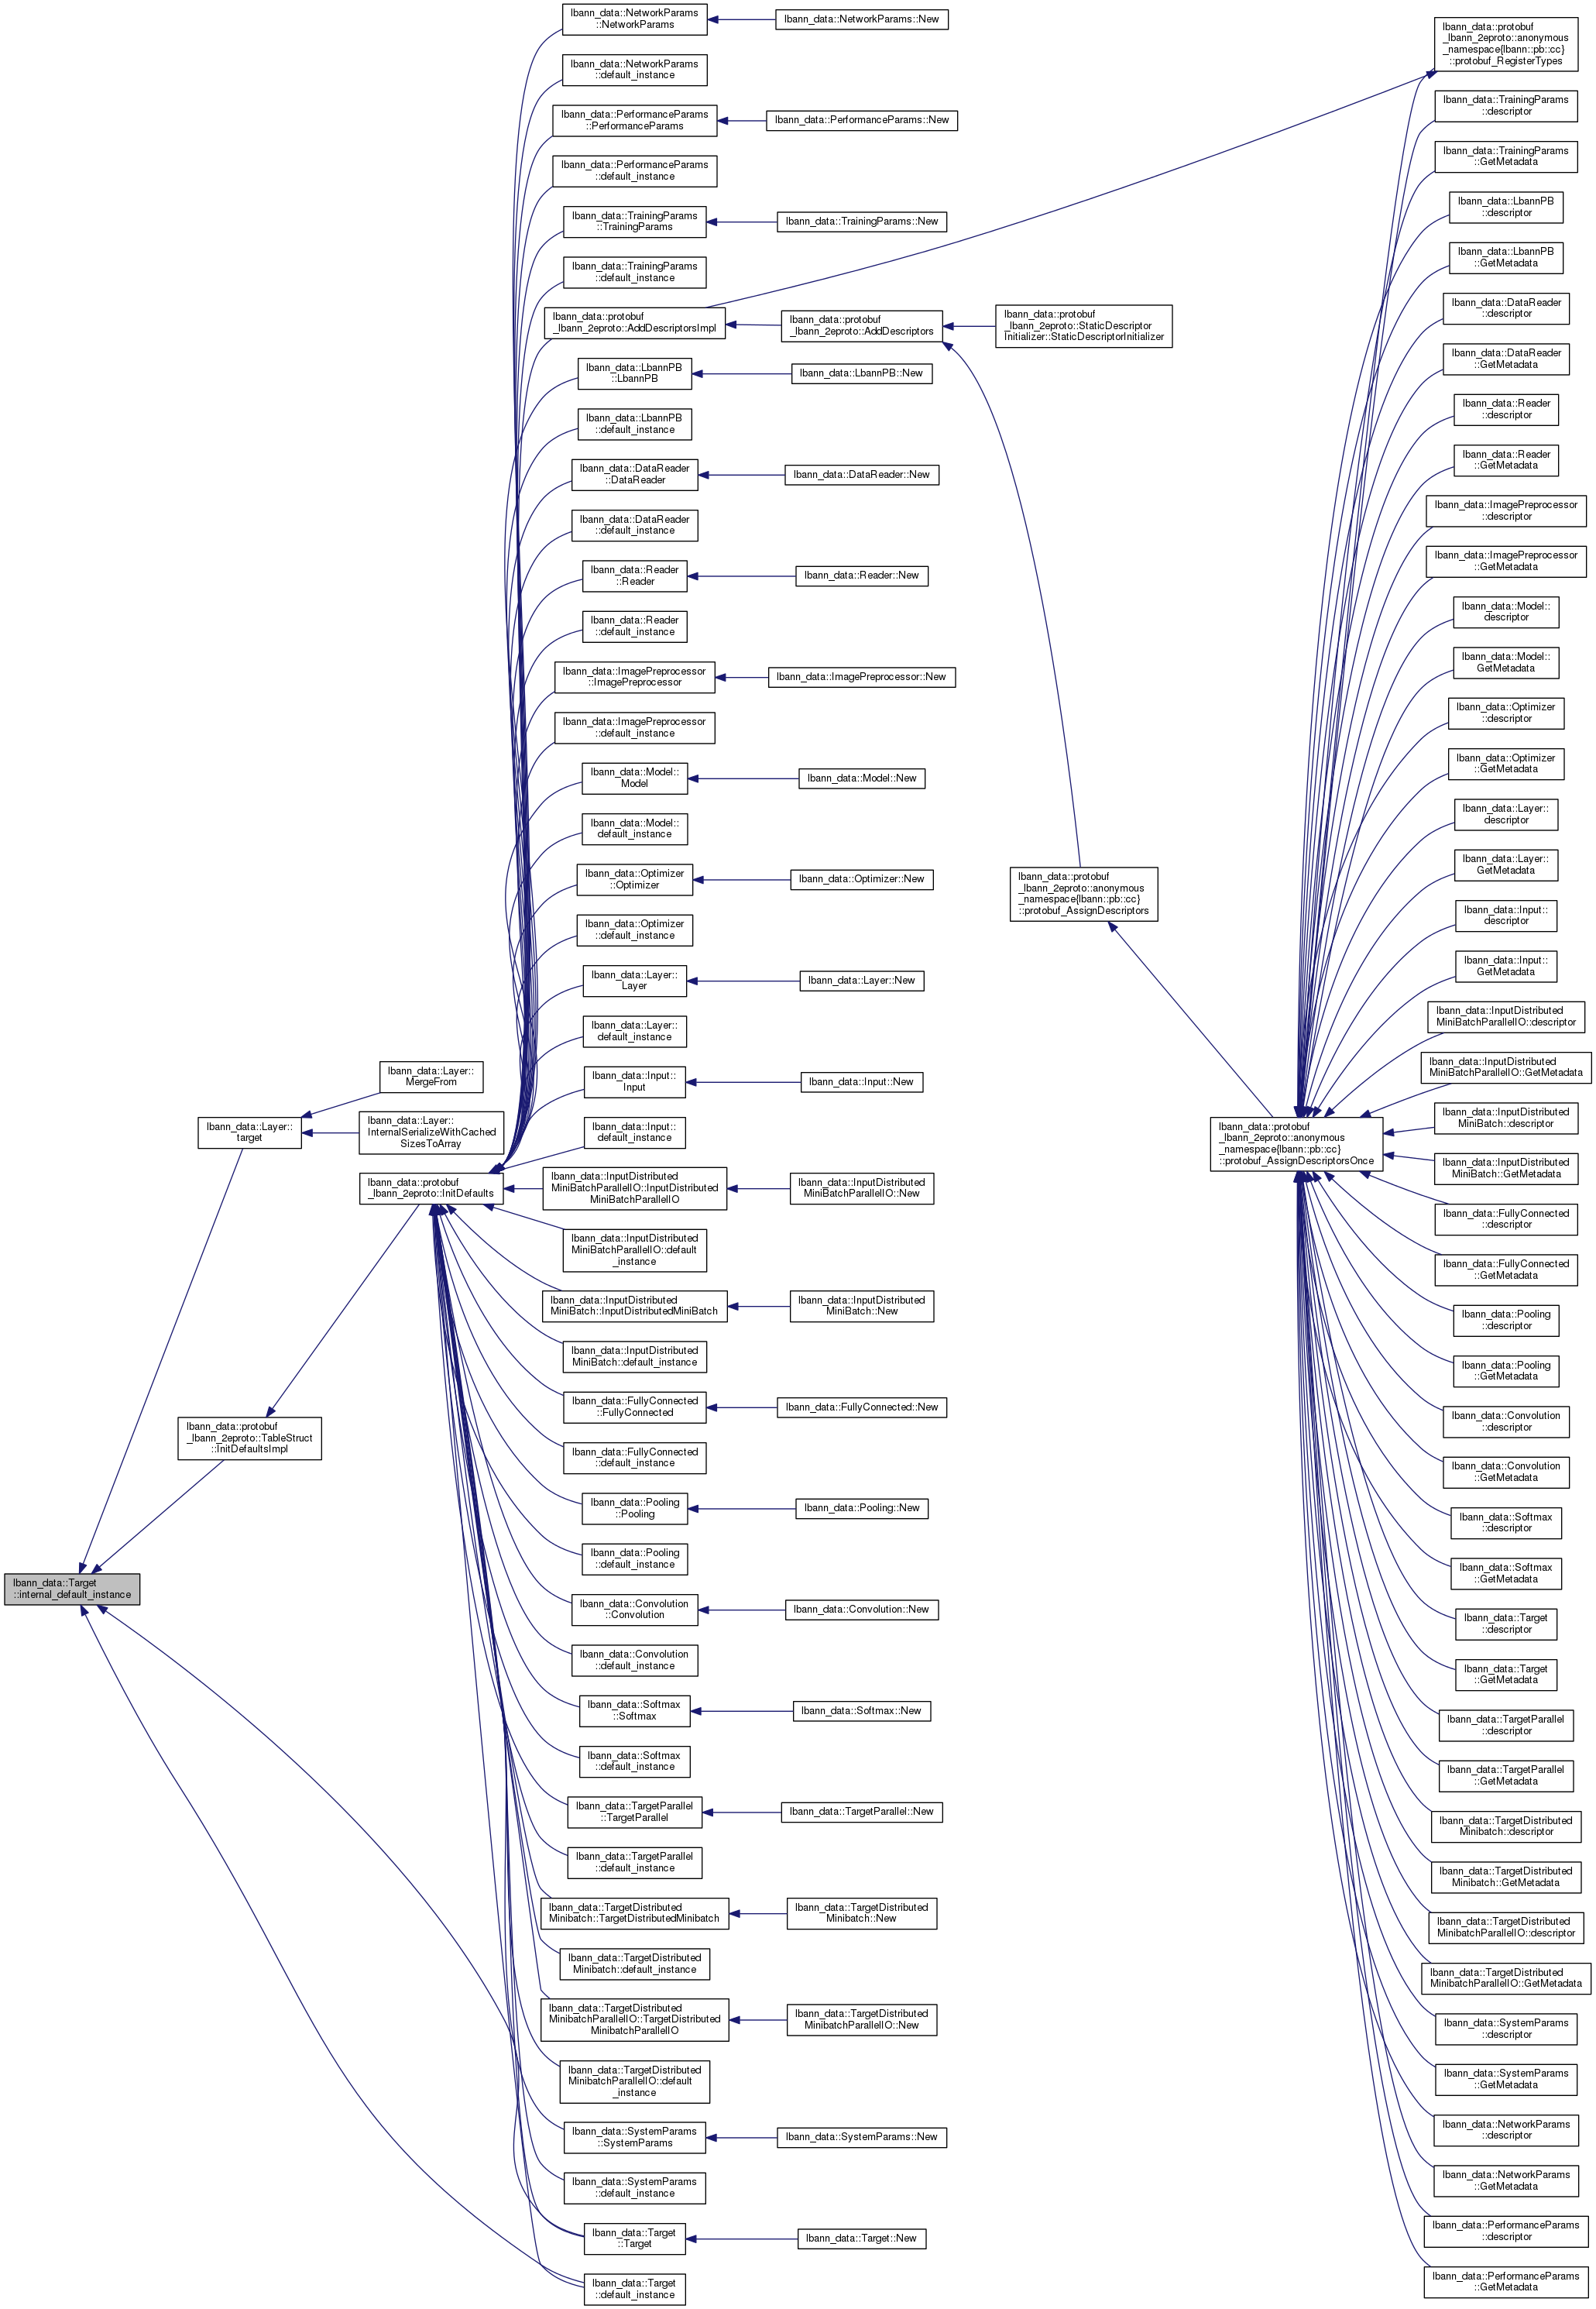 lbann_data::Target
::internal_default_instance
lbann_data::Layer::
target
lbann_data::protobuf
_lbann_2eproto::TableStruct
::InitDefaultsImpl
lbann_data::Layer::
MergeFrom
lbann_data::Layer::
InternalSerializeWithCached
SizesToArray
lbann_data::protobuf
_lbann_2eproto::InitDefaults
lbann_data::NetworkParams
::NetworkParams
lbann_data::NetworkParams
::default_instance
lbann_data::PerformanceParams
::PerformanceParams
lbann_data::PerformanceParams
::default_instance
lbann_data::TrainingParams
::TrainingParams
lbann_data::TrainingParams
::default_instance
lbann_data::protobuf
_lbann_2eproto::AddDescriptorsImpl
lbann_data::LbannPB
::LbannPB
lbann_data::LbannPB
::default_instance
lbann_data::DataReader
::DataReader
lbann_data::DataReader
::default_instance
lbann_data::Reader
::Reader
lbann_data::Reader
::default_instance
lbann_data::ImagePreprocessor
::ImagePreprocessor
lbann_data::ImagePreprocessor
::default_instance
lbann_data::Model::
Model
lbann_data::Model::
default_instance
lbann_data::Optimizer
::Optimizer
lbann_data::Optimizer
::default_instance
lbann_data::Layer::
Layer
lbann_data::Layer::
default_instance
lbann_data::Input::
Input
lbann_data::Input::
default_instance
lbann_data::InputDistributed
MiniBatchParallelIO::InputDistributed
MiniBatchParallelIO
lbann_data::InputDistributed
MiniBatchParallelIO::default
_instance
lbann_data::InputDistributed
MiniBatch::InputDistributedMiniBatch
lbann_data::InputDistributed
MiniBatch::default_instance
lbann_data::FullyConnected
::FullyConnected
lbann_data::FullyConnected
::default_instance
lbann_data::Pooling
::Pooling
lbann_data::Pooling
::default_instance
lbann_data::Convolution
::Convolution
lbann_data::Convolution
::default_instance
lbann_data::Softmax
::Softmax
lbann_data::Softmax
::default_instance
lbann_data::TargetParallel
::TargetParallel
lbann_data::TargetParallel
::default_instance
lbann_data::TargetDistributed
Minibatch::TargetDistributedMinibatch
lbann_data::TargetDistributed
Minibatch::default_instance
lbann_data::TargetDistributed
MinibatchParallelIO::TargetDistributed
MinibatchParallelIO
lbann_data::TargetDistributed
MinibatchParallelIO::default
_instance
lbann_data::SystemParams
::SystemParams
lbann_data::SystemParams
::default_instance
lbann_data::Target
::Target
lbann_data::Target
::default_instance
lbann_data::NetworkParams::New
lbann_data::PerformanceParams::New
lbann_data::TrainingParams::New
lbann_data::protobuf
_lbann_2eproto::AddDescriptors
lbann_data::LbannPB::New
lbann_data::DataReader::New
lbann_data::Reader::New
lbann_data::ImagePreprocessor::New
lbann_data::Model::New
lbann_data::Optimizer::New
lbann_data::Layer::New
lbann_data::Input::New
lbann_data::InputDistributed
MiniBatchParallelIO::New
lbann_data::InputDistributed
MiniBatch::New
lbann_data::FullyConnected::New
lbann_data::Pooling::New
lbann_data::Convolution::New
lbann_data::Softmax::New
lbann_data::TargetParallel::New
lbann_data::TargetDistributed
Minibatch::New
lbann_data::TargetDistributed
MinibatchParallelIO::New
lbann_data::SystemParams::New
lbann_data::Target::New
lbann_data::protobuf
_lbann_2eproto::StaticDescriptor
Initializer::StaticDescriptorInitializer
lbann_data::protobuf
_lbann_2eproto::anonymous
_namespace{lbann::pb::cc}
::protobuf_AssignDescriptors
lbann_data::protobuf
_lbann_2eproto::anonymous
_namespace{lbann::pb::cc}
::protobuf_AssignDescriptorsOnce
lbann_data::protobuf
_lbann_2eproto::anonymous
_namespace{lbann::pb::cc}
::protobuf_RegisterTypes
lbann_data::TrainingParams
::descriptor
lbann_data::TrainingParams
::GetMetadata
lbann_data::LbannPB
::descriptor
lbann_data::LbannPB
::GetMetadata
lbann_data::DataReader
::descriptor
lbann_data::DataReader
::GetMetadata
lbann_data::Reader
::descriptor
lbann_data::Reader
::GetMetadata
lbann_data::ImagePreprocessor
::descriptor
lbann_data::ImagePreprocessor
::GetMetadata
lbann_data::Model::
descriptor
lbann_data::Model::
GetMetadata
lbann_data::Optimizer
::descriptor
lbann_data::Optimizer
::GetMetadata
lbann_data::Layer::
descriptor
lbann_data::Layer::
GetMetadata
lbann_data::Input::
descriptor
lbann_data::Input::
GetMetadata
lbann_data::InputDistributed
MiniBatchParallelIO::descriptor
lbann_data::InputDistributed
MiniBatchParallelIO::GetMetadata
lbann_data::InputDistributed
MiniBatch::descriptor
lbann_data::InputDistributed
MiniBatch::GetMetadata
lbann_data::FullyConnected
::descriptor
lbann_data::FullyConnected
::GetMetadata
lbann_data::Pooling
::descriptor
lbann_data::Pooling
::GetMetadata
lbann_data::Convolution
::descriptor
lbann_data::Convolution
::GetMetadata
lbann_data::Softmax
::descriptor
lbann_data::Softmax
::GetMetadata
lbann_data::Target
::descriptor
lbann_data::Target
::GetMetadata
lbann_data::TargetParallel
::descriptor
lbann_data::TargetParallel
::GetMetadata
lbann_data::TargetDistributed
Minibatch::descriptor
lbann_data::TargetDistributed
Minibatch::GetMetadata
lbann_data::TargetDistributed
MinibatchParallelIO::descriptor
lbann_data::TargetDistributed
MinibatchParallelIO::GetMetadata
lbann_data::SystemParams
::descriptor
lbann_data::SystemParams
::GetMetadata
lbann_data::NetworkParams
::descriptor
lbann_data::NetworkParams
::GetMetadata
lbann_data::PerformanceParams
::descriptor
lbann_data::PerformanceParams
::GetMetadata